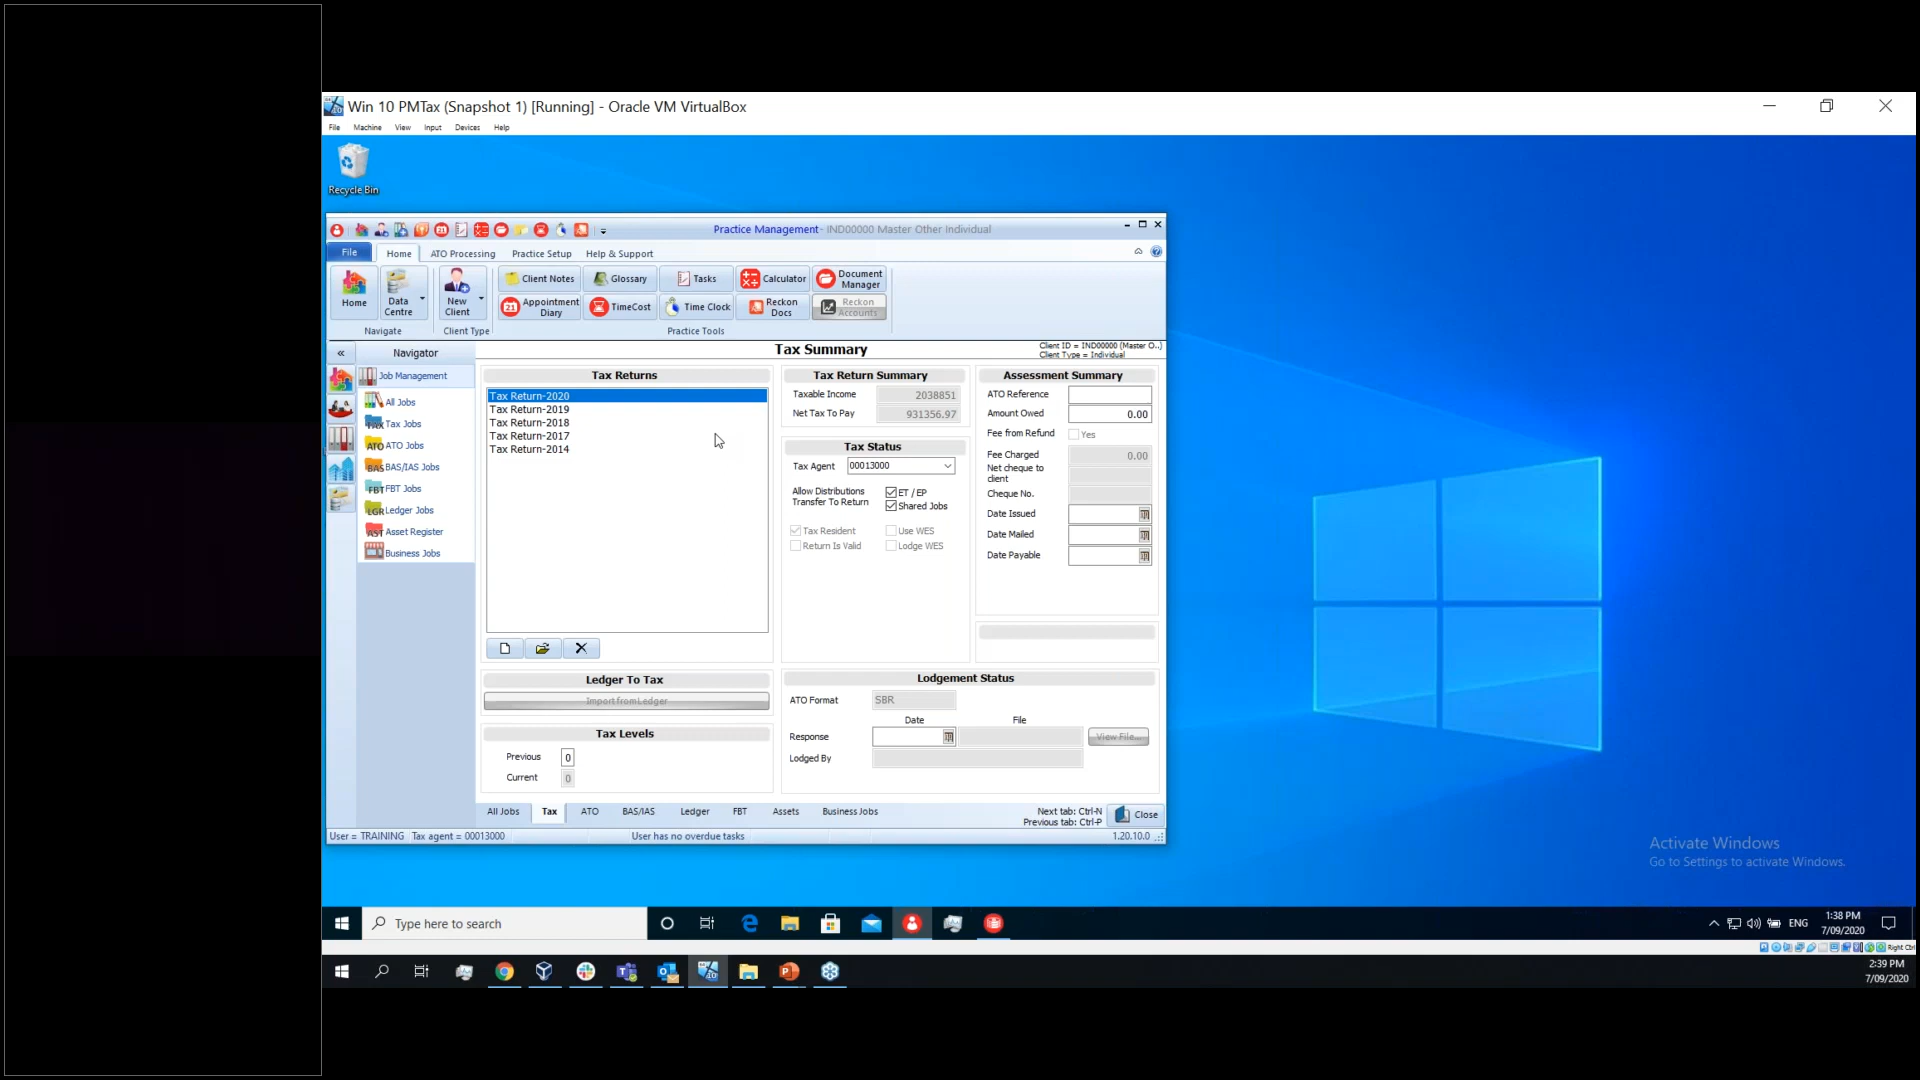 Win 10 PMTax (Snapshot 1) [Running] - Oracle VM VirtualBox
File Machine View Input Devices Help
Recycle Bin
Practice Management - IND00000 Master Other Individual
File Home ATO Processing Practice Setup Help & Support
Home
Data Centre
New Client
Client Notes
Glossary
Tasks
Calculator
Document Manager
Appointment Diary
TimeCost
Time Clock
Reckon Docs
Reckon Accounts
Navigate
Client Type
Practice Tools
«
Navigator
Job Management
All Jobs
TAX Tax Jobs
ATO ATO Jobs
BAS BAS/IAS Jobs
FBT FBT Jobs
LGR Ledger Jobs
AST Asset Register
Business Jobs
Tax Summary
Client ID = IND00000 (Master O..)
Client Type = Individual
Tax Returns
Tax Return-2020
Tax Return-2019
Tax Return-2018
Tax Return-2017
Tax Return-2014
Ledger To Tax
Import from Ledger
Tax Levels
Previous 0
Current 0
Tax Return Summary
Taxable Income 2038851
Net Tax To Pay 931356.97
Tax Status
Tax Agent 00013000
Allow Distributions
Transfer To Return
ET / EP
Shared Jobs
Tax Resident Use WES
Return Is Valid Lodge WES
Assessment Summary
ATO Reference
Amount Owed 0.00
Fee from Refund Yes
Fee Charged 0.00
Net cheque to
client
Cheque No.
Date Issued
Date Mailed
Date Payable
Lodgement Status
ATO Format SBR
Date File
Response View File...
Lodged By
All Jobs Tax ATO BAS/IAS Ledger FBT Assets Business Jobs
Next tab: Ctrl-N
Previous tab: Ctrl-P
Close
User = TRAINING Tax agent = 00013000 User has no overdue tasks 1.20.10.0
Activate Windows
Go to Settings to activate Windows.
Type here to search
ENG
1:38 PM
7/09/2020
Right Ctrl
2:39 PM
7/09/2020